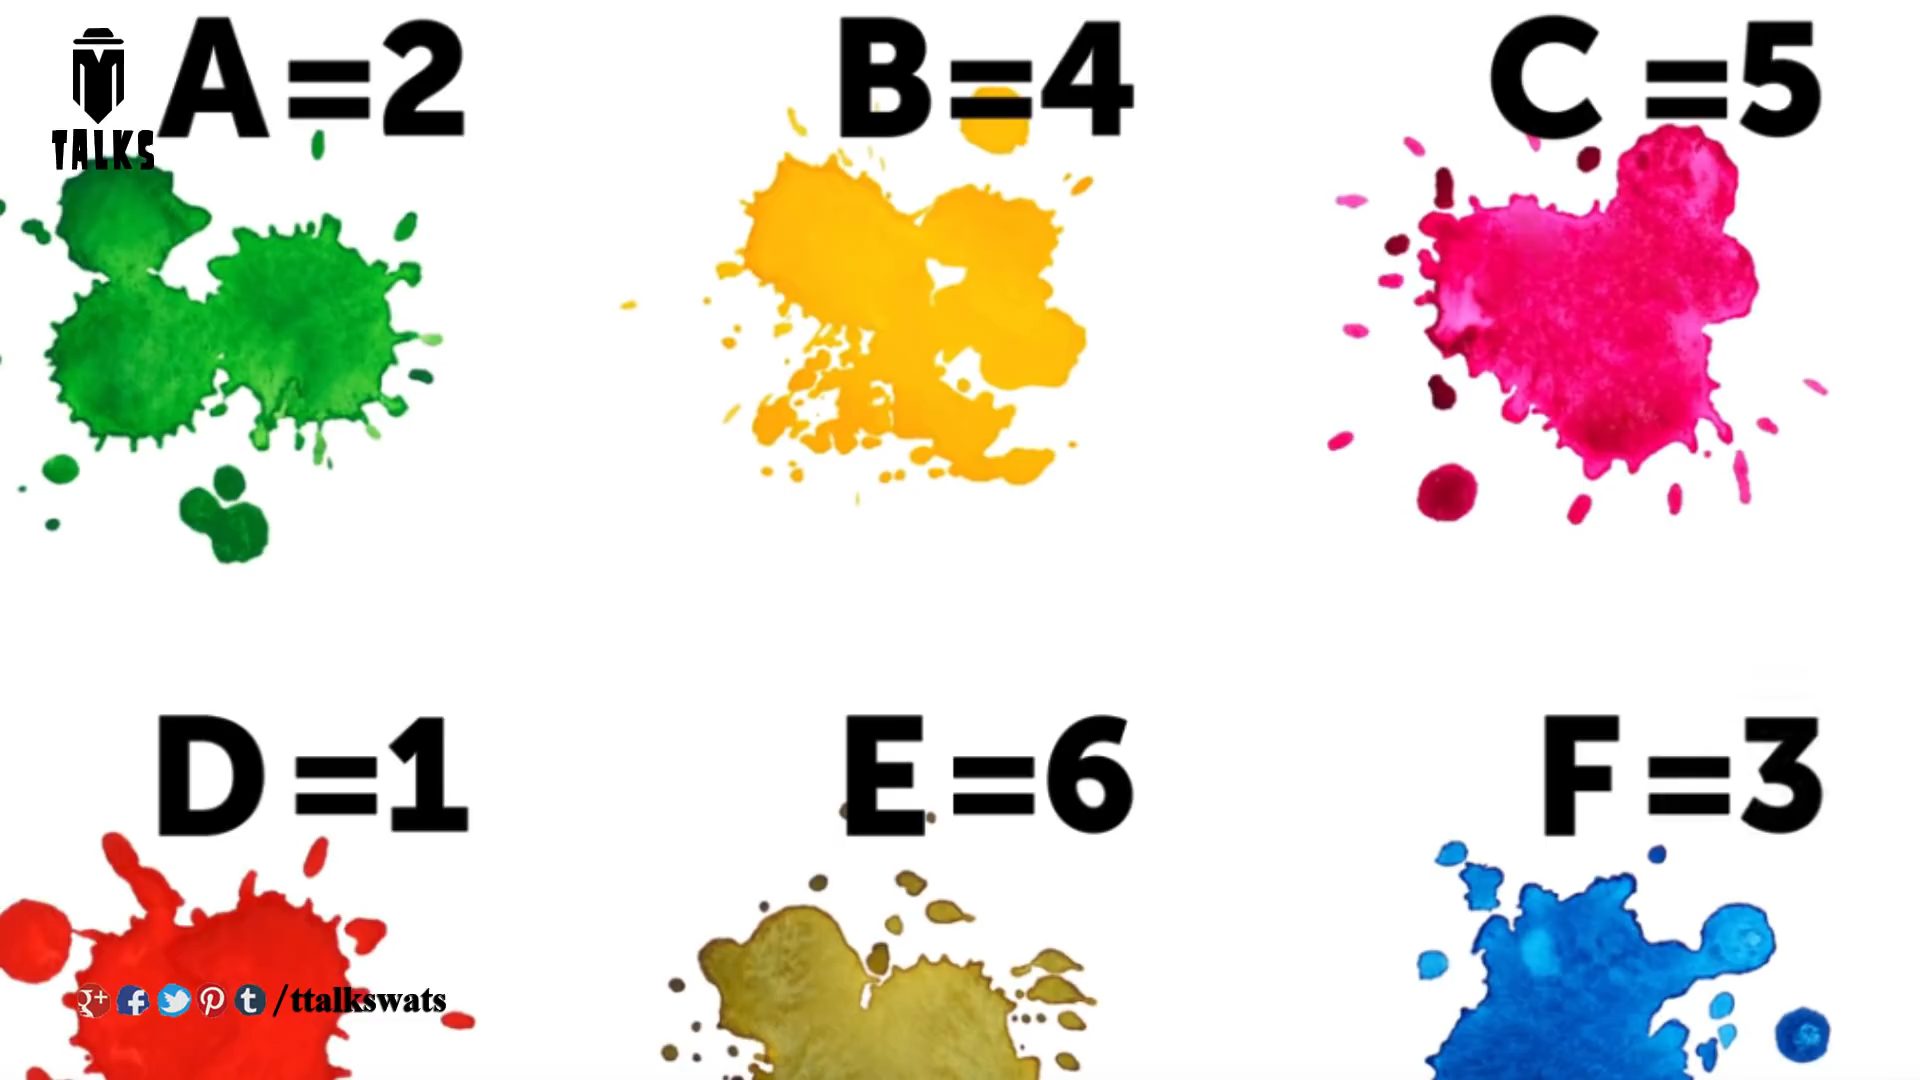 A=2
B=4
C=5
TALKS
D=1
E=6
F=3
/ttalkswats